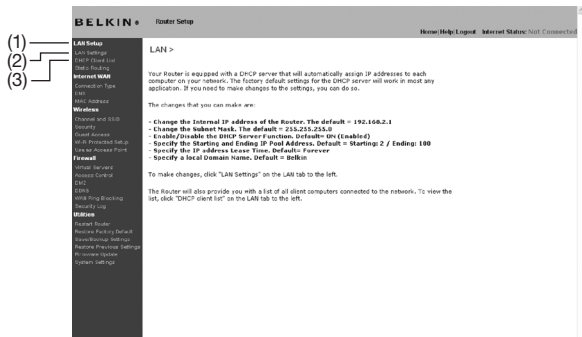 BELKIN® Router Setup
Home|Help|Logout Internet Status: Not Connected
(1)
(2)
(3)
LAN Setup
LAN Settings
DHCP Client List
Static Routing
Internet WAN
Connection Type
DNS
MAC Address
Wireless
Channel and SSID
Security
Guest Access
Wi-Fi Protected Setup
Use as Access Point
Firewall
Virtual Servers
Access Control
DMZ
DDNS
WAN Ping Blocking
Security Log
Utilities
Restart Router
Restore Factory Default
Save/Backup Settings
Restore Previous Settings
Firmware Update
System Settings
LAN >
Your Router is equipped with a DHCP server that will automatically assign IP addresses to each
computer on your network. The factory default settings for the DHCP server will work in most any
application. If you need to make changes to the settings, you can do so.
The changes that you can make are:
- Change the Internal IP address of the Router. The default = 192.168.2.1
- Change the Subnet Mask. The default = 255.255.255.0
- Enable/Disable the DHCP Server Function. Default= ON (Enabled)
- Specify the Starting and Ending IP Pool Address. Default = Starting: 2 / Ending: 100
- Specify the IP address Lease Time. Default= Forever
- Specify a local Domain Name. Default = Belkin
To make changes, click "LAN Settings" on the LAN tab to the left.
The Router will also provide you with a list of all client computers connected to the network. To view the
list, click "DHCP client list" on the LAN tab to the left.